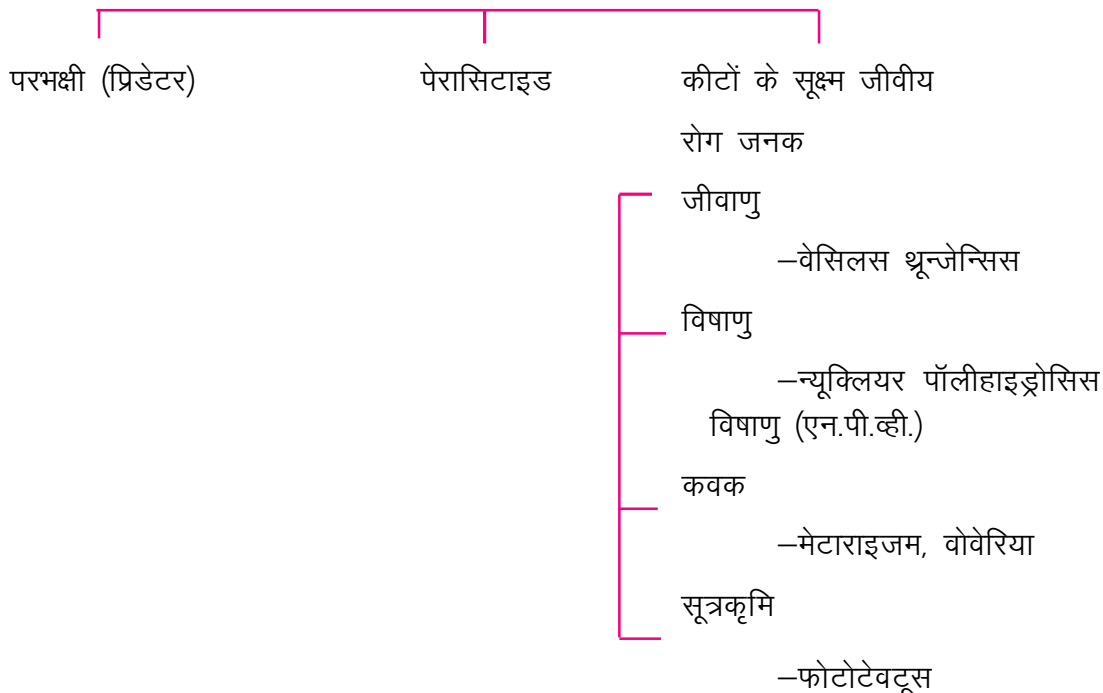 परभक्षी (प्रिडेटर) पेरासिटाइड कीटों के सूक्ष्म जीवीय
रोग जनक
जीवाणु
–वेसिलस थ्रून्जेन्सिस
विषाणु
–न्यूक्लियर पॉलीहाइड्रोसिस
विषाणु (एन.पी.व्ही.)
कवक
–मेटाराइजम, वोवेरिया
सूत्रकृमि
–फोटोटेवटूस